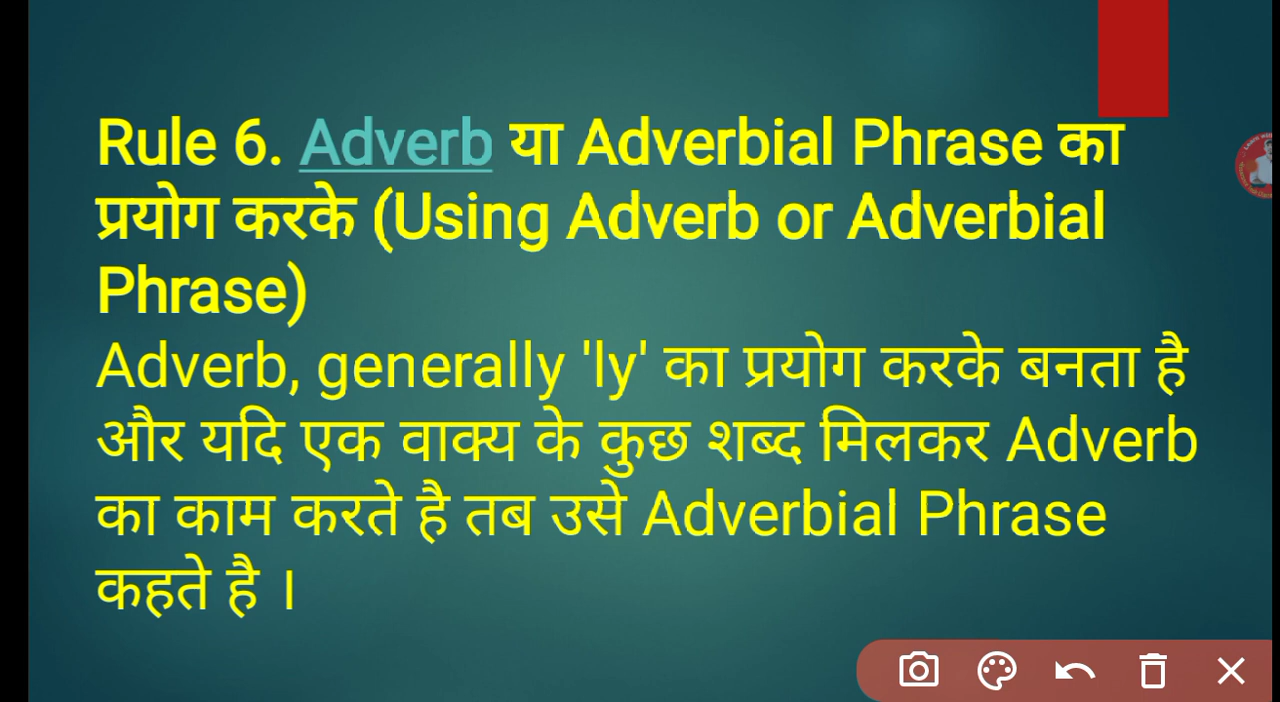 Rule 6. Adverb या Adverbial Phrase का
प्रयोग करके (Using Adverb or Adverbial
Phrase)
Adverb, generally 'ly' का प्रयोग करके बनता है
और यदि एक वाक्य के कुछ शब्द मिलकर Adverb
का काम करते है तब उसे Adverbial Phrase
कहते है ।